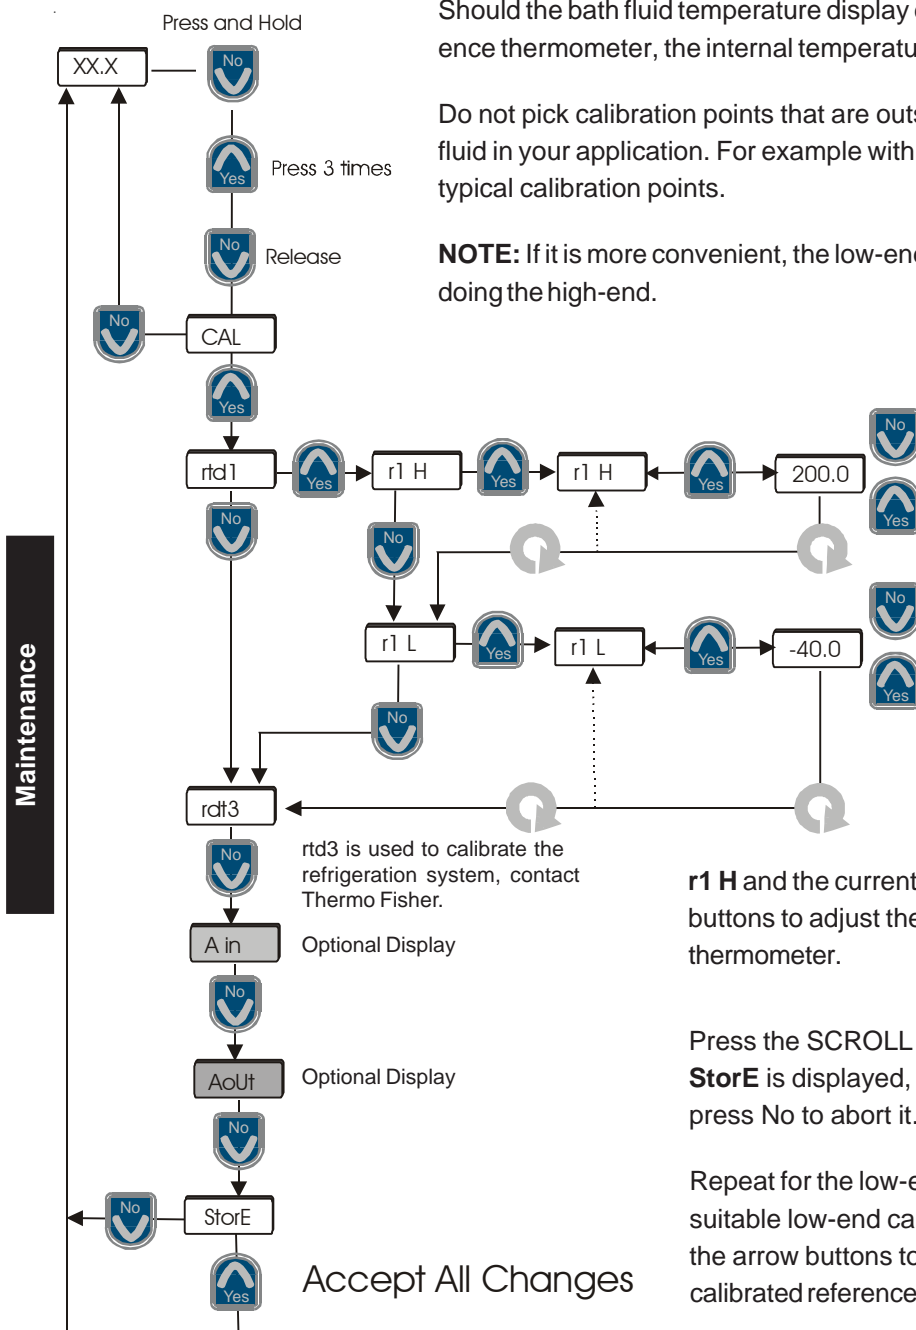 Press and Hold
Should the bath fluid temperature display
ence thermometer, the internal temperatu
XX.X
No
Do not pick calibration points that are outs
fluid in your application. For example with
typical calibration points.
Yes
Press 3 times
NOTE: If it is more convenient, the low-end
doing the high-end.
No
Release
No
CAL
Yes
No
rtd1
Yes
r1 H
Yes
r1 H
Yes
200.0
Yes
No
No
No
r1 L
Yes
r1 L
Yes
-40.0
Yes
No
Maintenance
rdt3
No
rtd3 is used to calibrate the
refrigeration system, contact
Thermo Fisher.
r1 H and the current
buttons to adjust the
thermometer.
A in
Optional Display
No
Press the SCROLL
StorE is displayed,
press No to abort it.
AoUt
Optional Display
No
Repeat for the low-e
suitable low-end ca
the arrow buttons to
calibrated reference
No
StorE
Yes
Accept All Changes